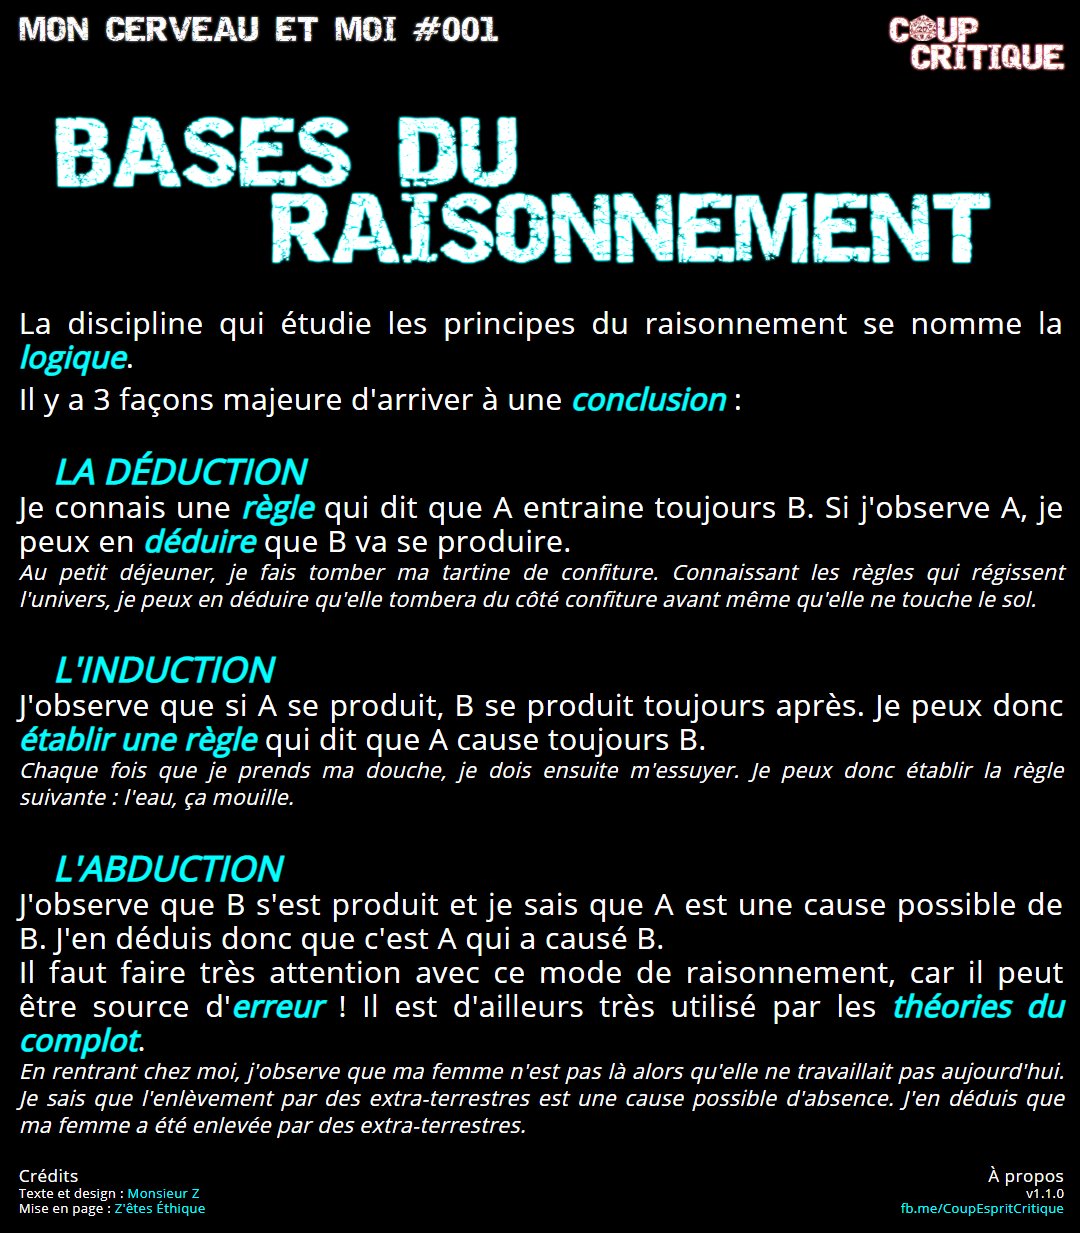 MON CERVEAU ET MOI #001
COUP
CRITIQUE
BASES DU
RAISONNEMENT
La discipline qui étudie les principes du raisonnement se nomme la
logique.
Il y a 3 façons majeure d'arriver à une conclusion :
LA DÉDUCTION
Je connais une règle qui dit que A entraine toujours B. Si j'observe A, je
peux en déduire que B va se produire.
Au petit déjeuner, je fais tomber ma tartine de confiture. Connaissant les règles qui régissent
l'univers, je peux en déduire qu'elle tombera du côté confiture avant même qu'elle ne touche le sol.
L'INDUCTION
J'observe que si A se produit, B se produit toujours après. Je peux donc
établir une règle qui dit que A cause toujours B.
Chaque fois que je prends ma douche, je dois ensuite m'essuyer. Je peux donc établir la règle
suivante : l'eau, ça mouille.
L'ABDUCTION
J'observe que B s'est produit et je sais que A est une cause possible de
B. J'en déduis donc que c'est A qui a causé B.
Il faut faire très attention avec ce mode de raisonnement, car il peut
être source d'erreur ! Il est d'ailleurs très utilisé par les théories du
complot.
En rentrant chez moi, j'observe que ma femme n'est pas là alors qu'elle ne travaillait pas aujourd'hui.
Je sais que l'enlèvement par des extra-terrestres est une cause possible d'absence. J'en déduis que
ma femme a été enlevée par des extra-terrestres.
Crédits
Texte et design : Monsieur Z
Mise en page : Z'êtes Éthique
À propos
v1.1.0
fb.me/CoupEspritCritique